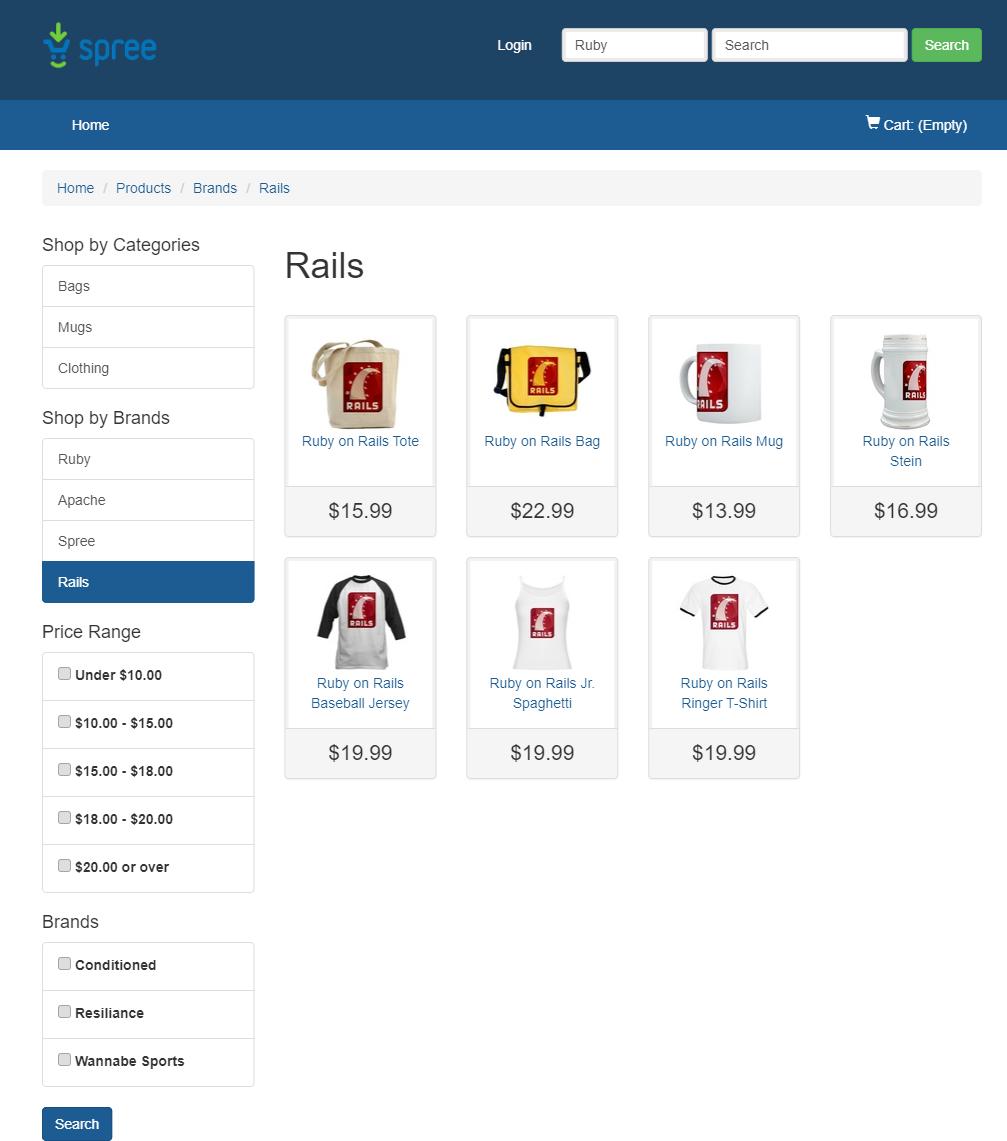 spree
Login
Ruby
Search
Search
Home
Cart: (Empty)
Home / Products / Brands / Rails
Shop by Categories
Bags
Mugs
Clothing
Shop by Brands
Ruby
Apache
Spree
Rails
Price Range
Under $10.00
$10.00 - $15.00
$15.00 - $18.00
$18.00 - $20.00
$20.00 or over
Brands
Conditioned
Resiliance
Wannabe Sports
Search
Rails
RAILS
Ruby on Rails Tote
$15.99
RAILS
Ruby on Rails Bag
$22.99
RAILS
Ruby on Rails Mug
$13.99
RAILS
Ruby on Rails
Stein
$16.99
RAILS
Ruby on Rails
Baseball Jersey
$19.99
RAILS
Ruby on Rails Jr.
Spaghetti
$19.99
RAILS
Ruby on Rails
Ringer T-Shirt
$19.99